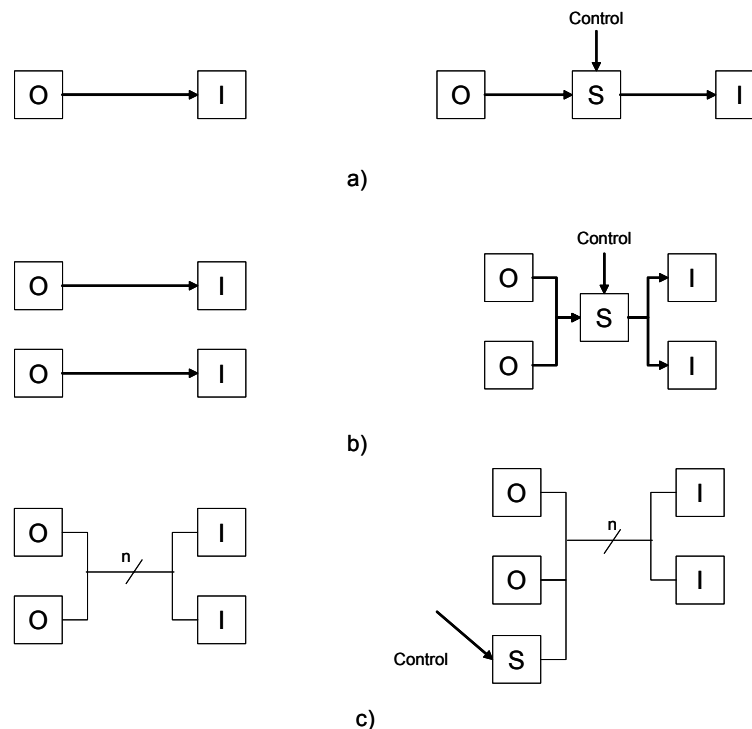 Control
O I O S I
a)
Control
O I O S I
O I O I
b)
O I
O n I
O n I
O I O I
Control S
c)